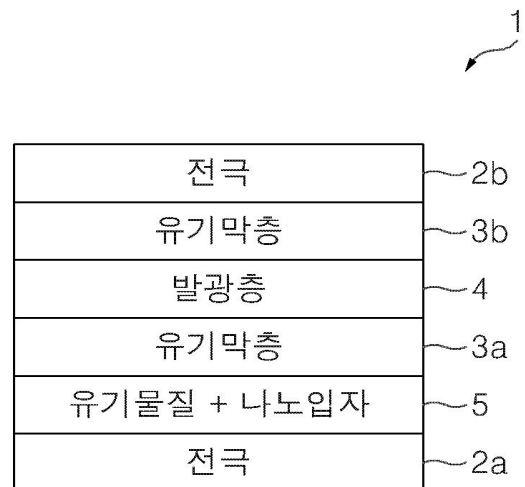 1
전극 2b
유기막층 3b
발광층 4
유기막층 3a
유기물질 + 나노입자 5
전극 2a